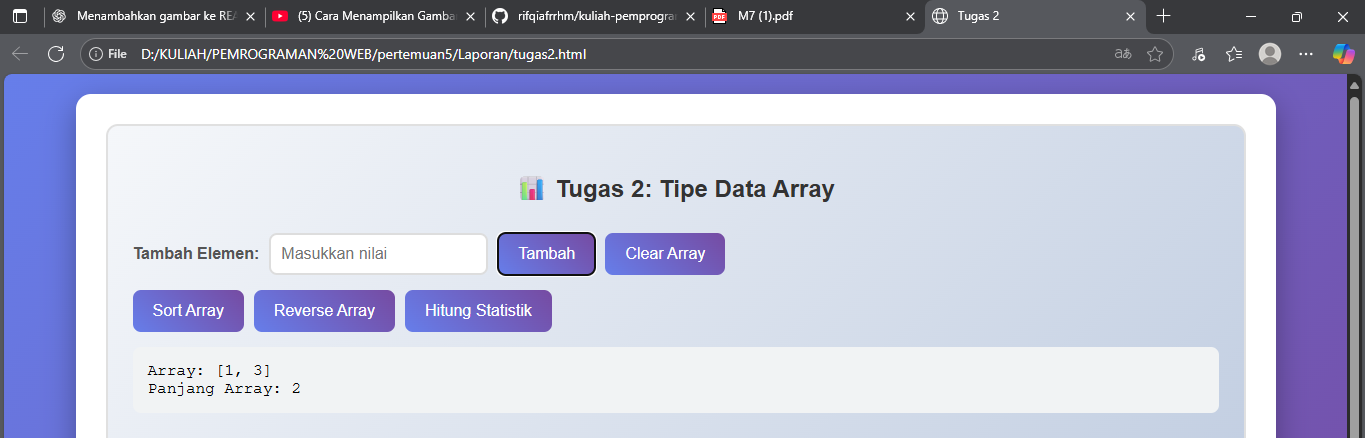 Menambahkan gambar ke REA
(5) Cara Menampilkan Gamba
rifqiafrrhm/kuliah-pemprogra
M7 (1).pdf
Tugas 2
File D:/KULIAH/PEMROGRAMAN%20WEB/pertemuan5/Laporan/tugas2.html
Tugas 2: Tipe Data Array
Tambah Elemen: Masukkan nilai Tambah Clear Array
Sort Array Reverse Array Hitung Statistik
Array: [1, 3]
Panjang Array: 2